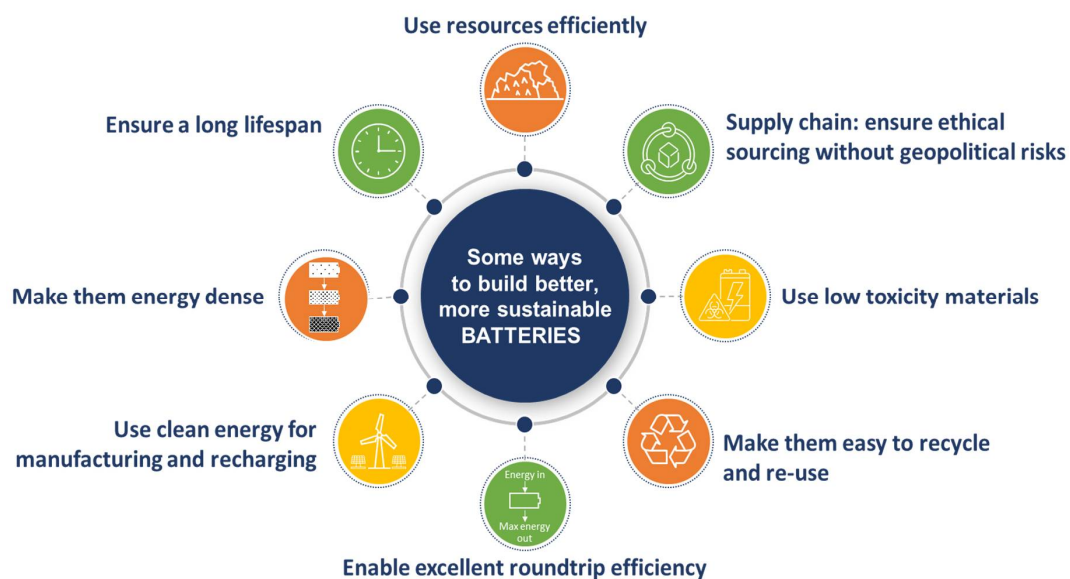 Use resources efficiently
Supply chain: ensure ethical
sourcing without geopolitical risks
Use low toxicity materials
Make them easy to recycle
and re-use
Enable excellent roundtrip efficiency
Energy in
Max energy
out
Use clean energy for
manufacturing and recharging
Make them energy dense
Ensure a long lifespan
Some ways
to build better,
more sustainable
BATTERIES